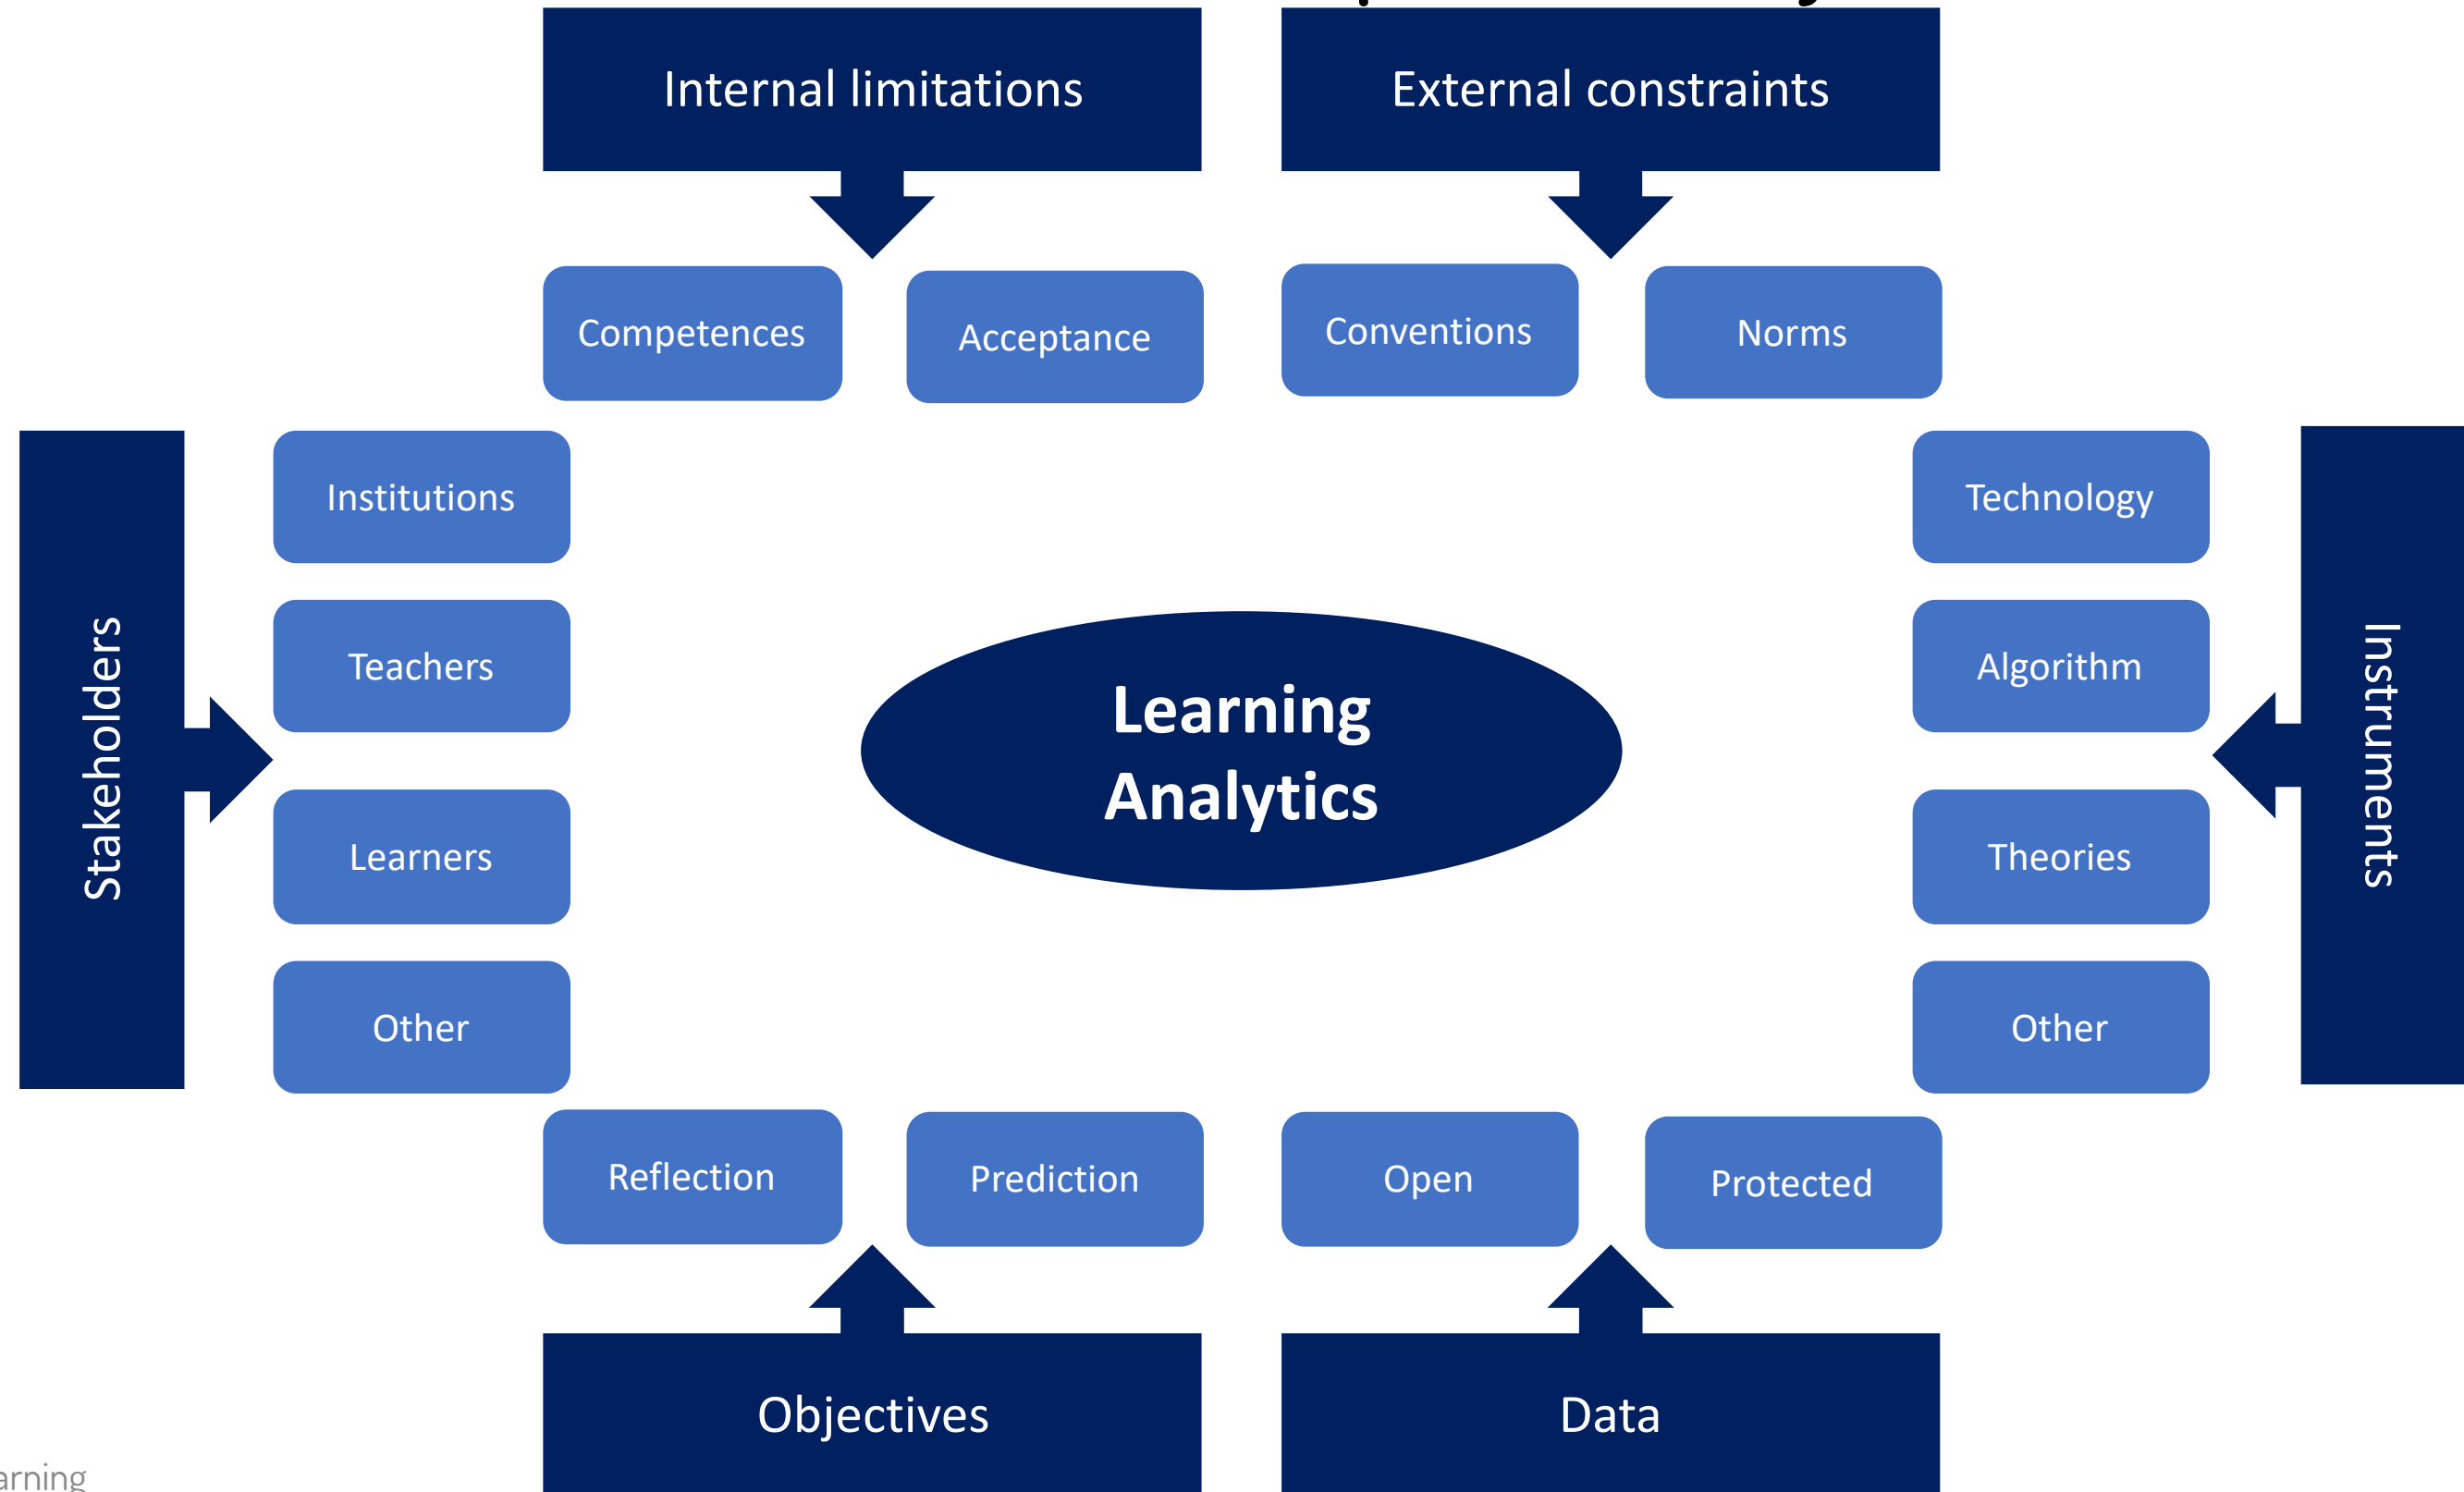 Internal limitations
External constraints
Competences
Acceptance
Conventions
Norms
Stakeholders
Institutions
Teachers
Learners
Other
Learning
Analytics
Technology
Algorithm
Theories
Other
Instruments
Reflection
Prediction
Open
Protected
Objectives
Data